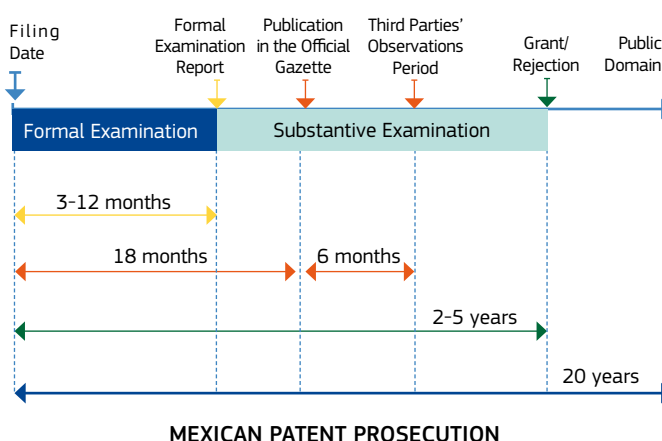 Filing
Date
Formal
Examination
Report
Publication
in the Official
Gazette
Third Parties'
Observations
Period
Grant/
Rejection
Public
Domain
Formal Examination
Substantive Examination
3-12 months
18 months
6 months
2-5 years
20 years
MEXICAN PATENT PROSECUTION